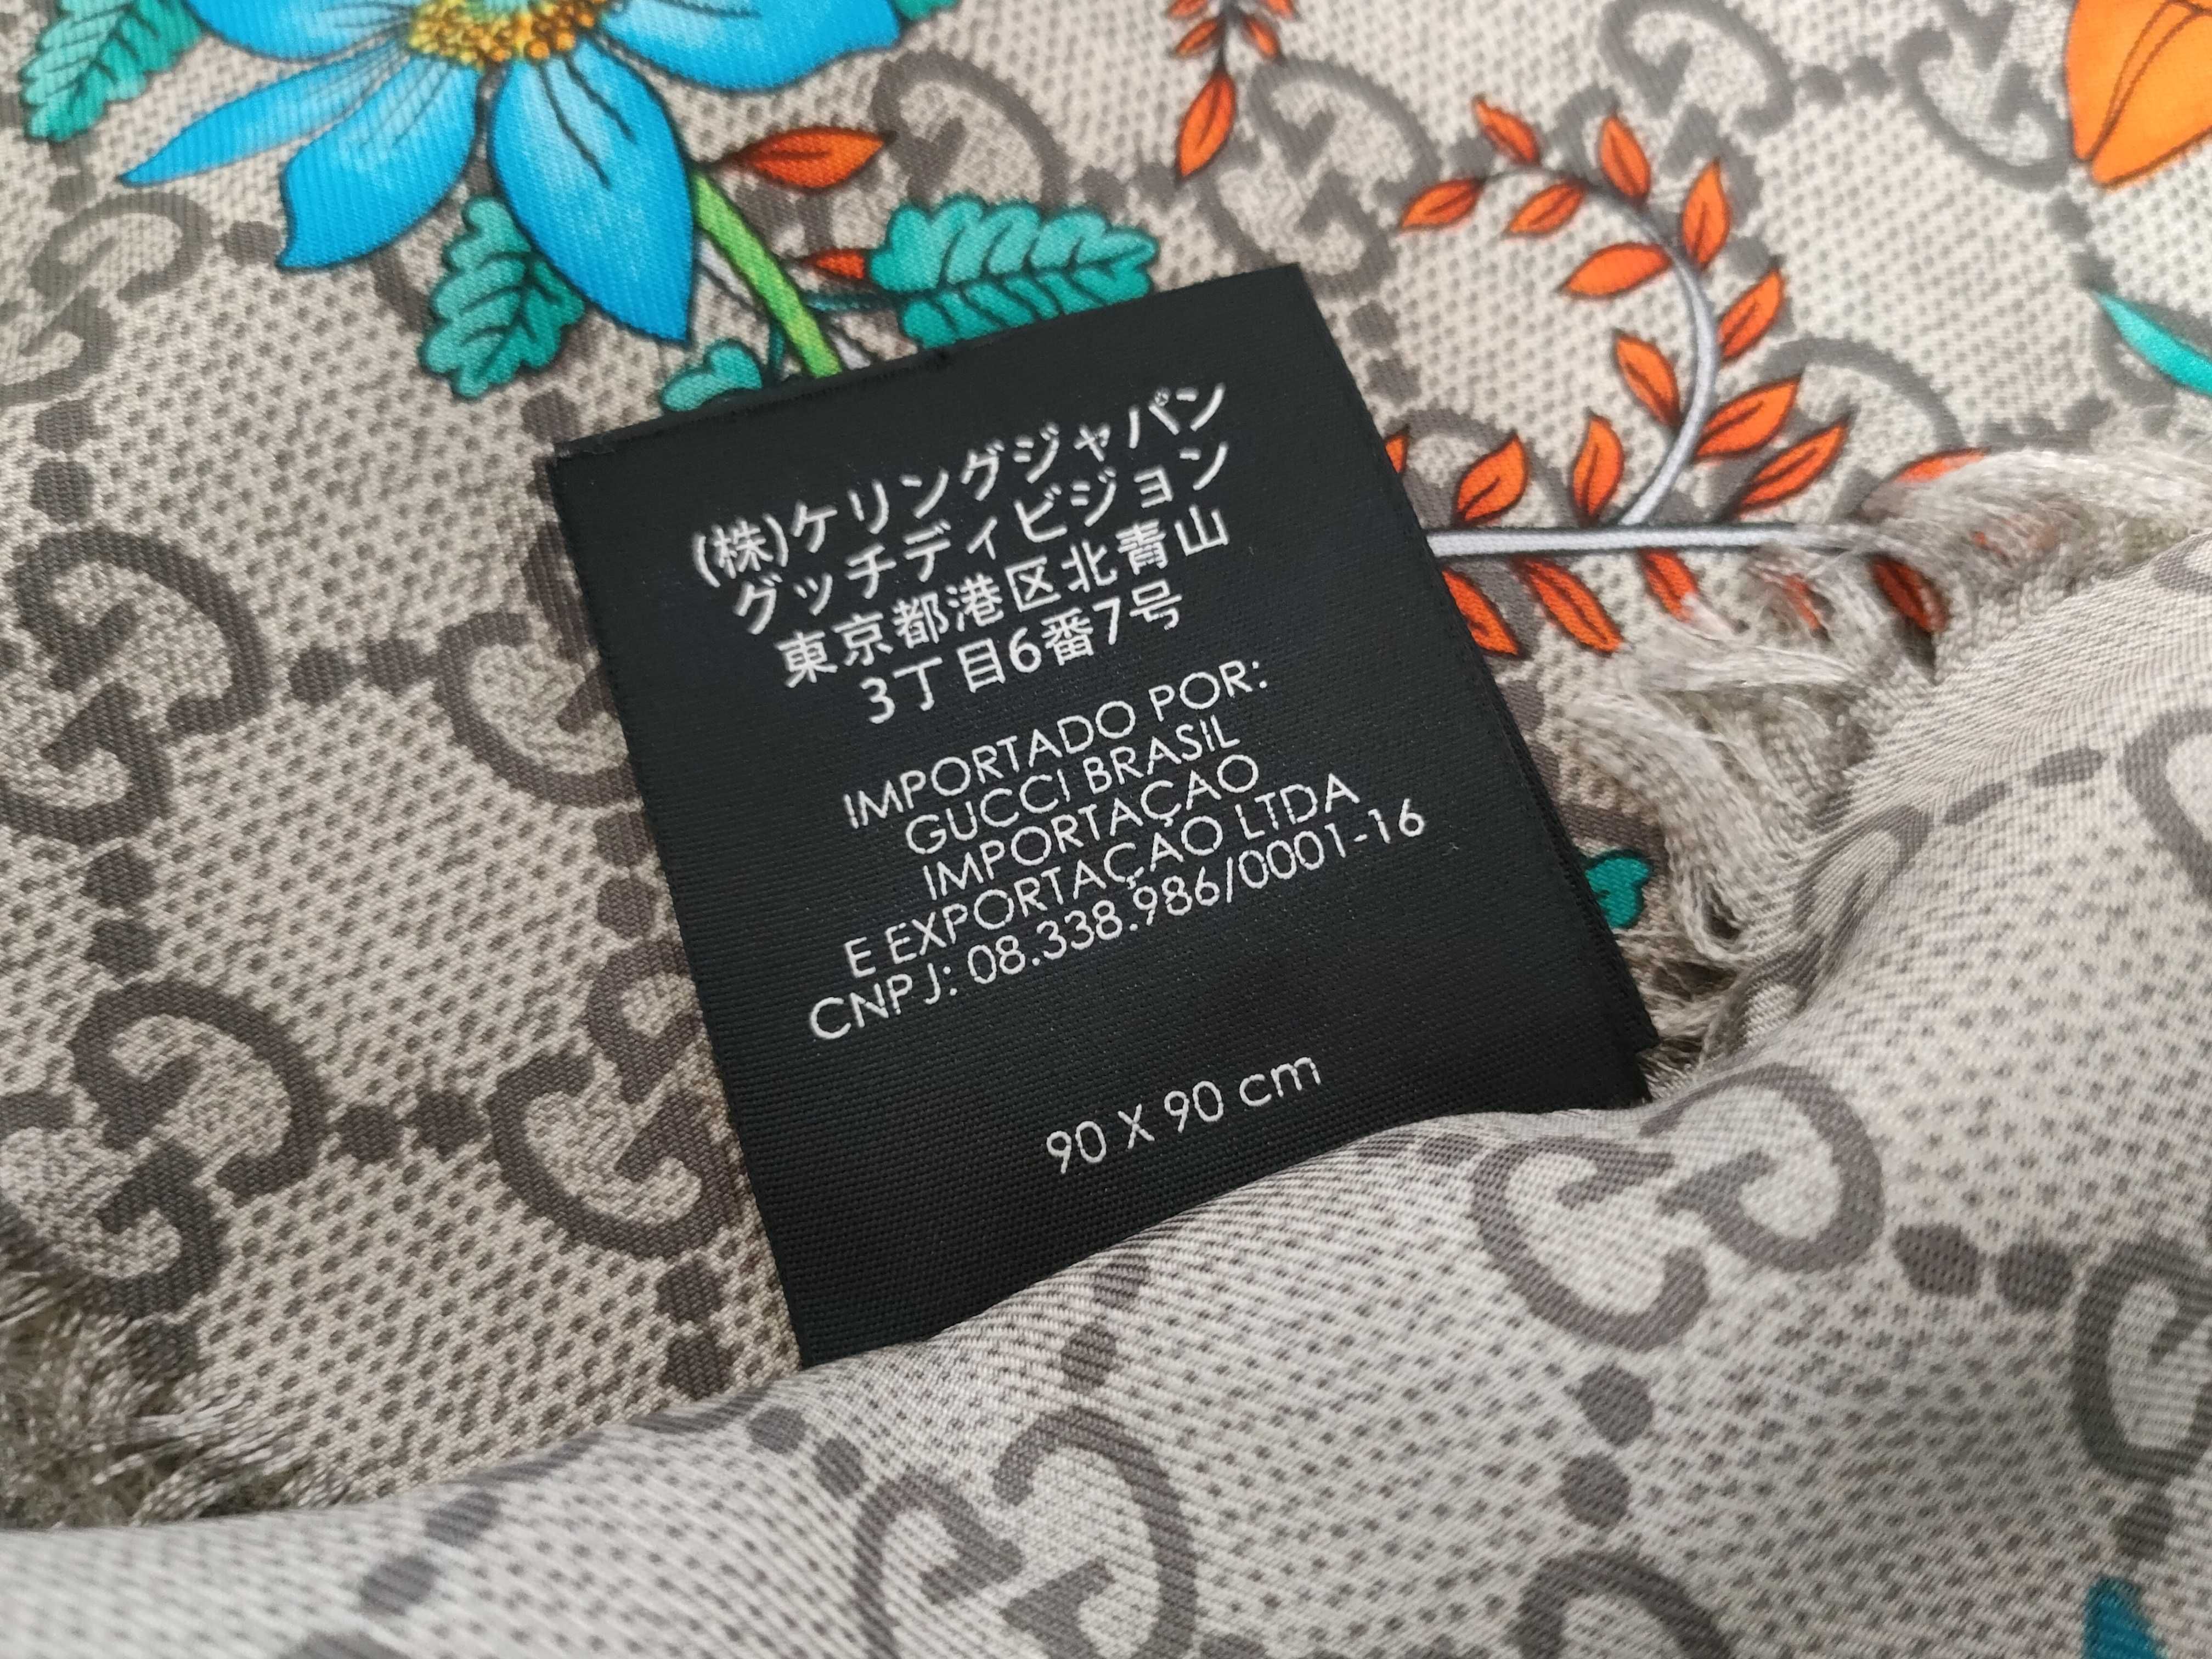 (株)ケリングジャパン
グッチディビジョン
東京都港区北青山
3丁目6番7号
IMPORTADO POR:
GUCCI BRASIL
IMPORTAÇAO
E EXPORTAÇAO LTDA
CNPJ: 08.338.986/0001-16
90 X 90 cm